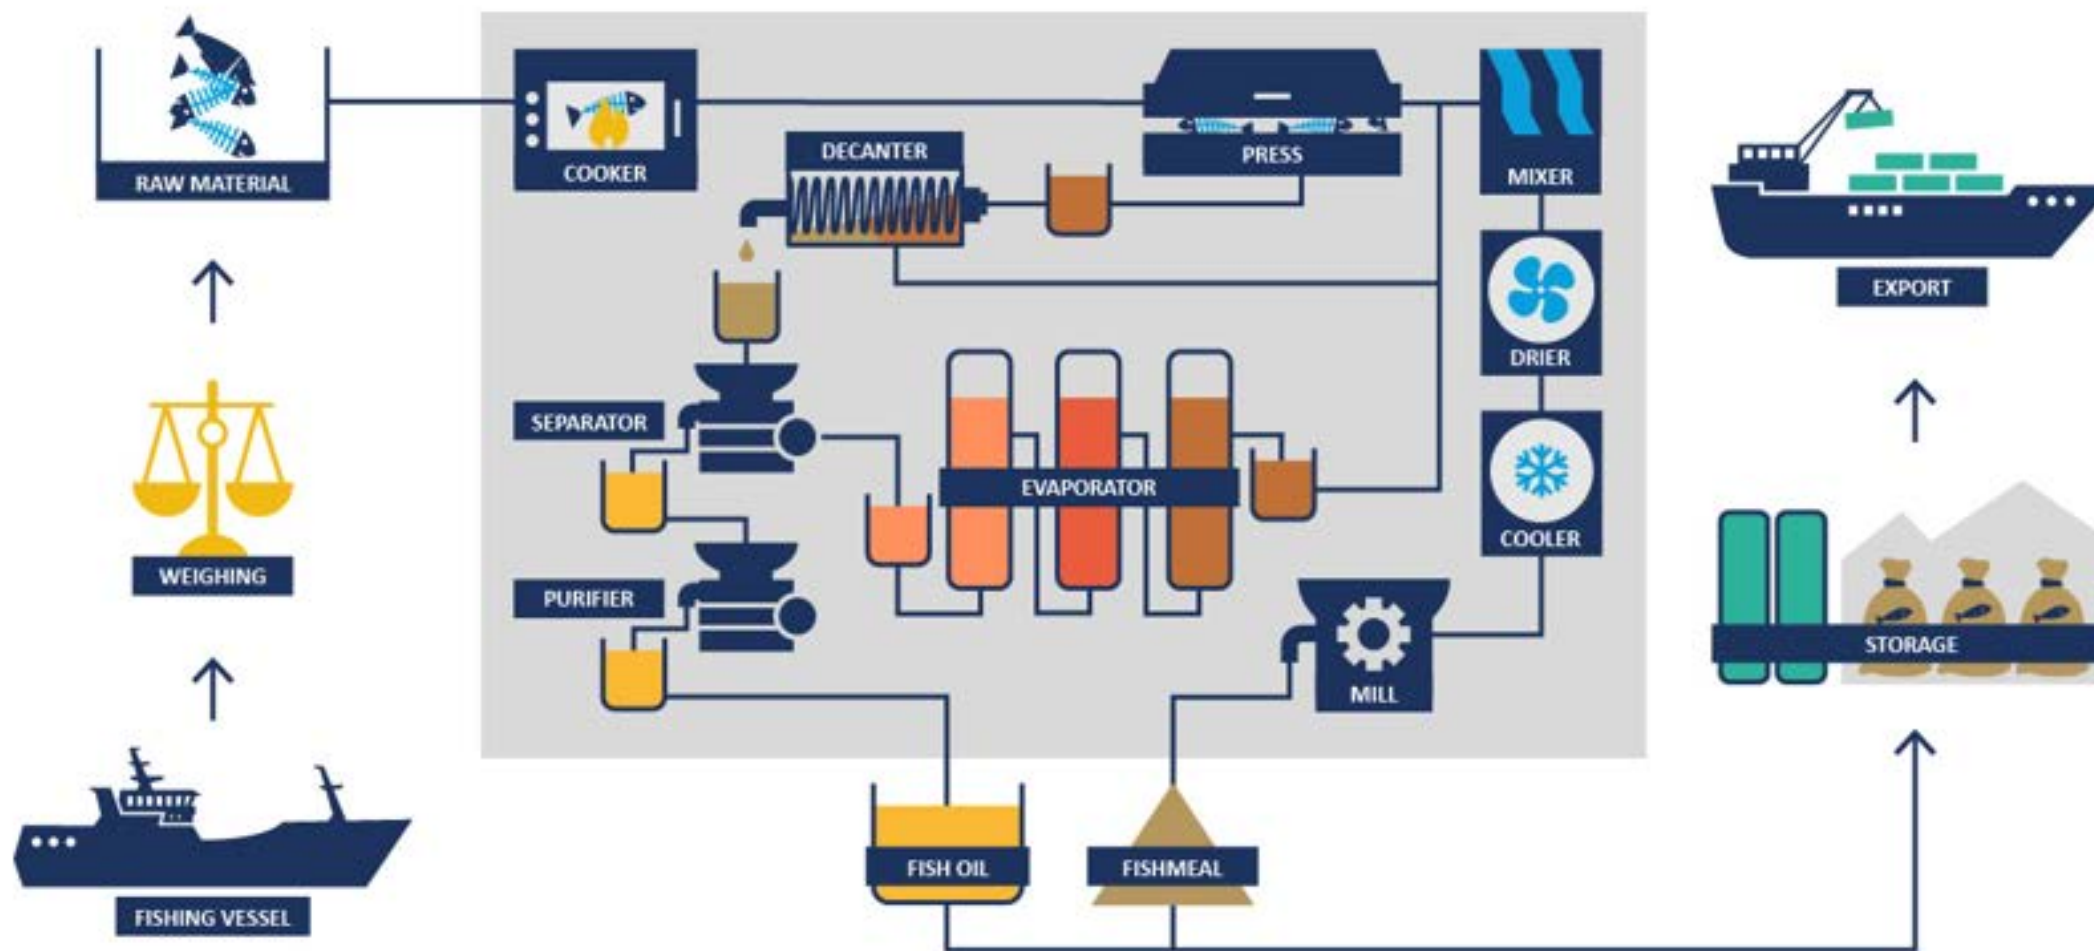 RAW MATERIAL
WEIGHING
FISHING VESSEL
COOKER
DECANTER
PRESS
MIXER
DRIER
COOLER
SEPARATOR
EVAPORATOR
PURIFIER
MILL
FISH OIL
FISHMEAL
EXPORT
STORAGE